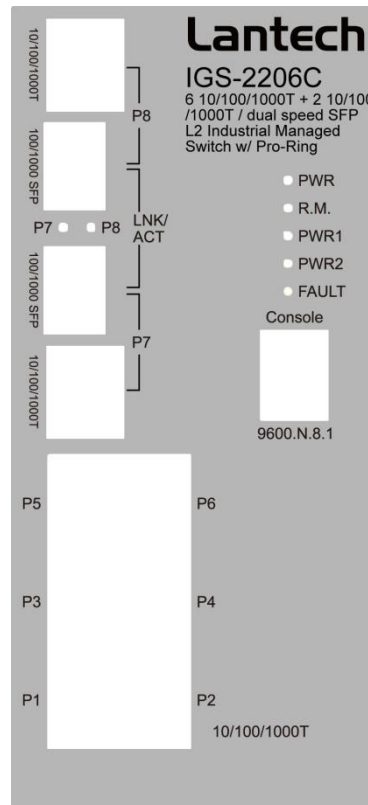 Lantech
IGS-2206C
6 10/100/1000T + 2 10/100
/1000T / dual speed SFP
L2 Industrial Managed
Switch w/ Pro-Ring
10/100/1000T
P8
100/1000 SFP
P7
P8
LNK/
ACT
100/1000 SFP
P7
10/100/1000T
PWR
R.M.
PWR1
PWR2
FAULT
Console
9600.N.8.1
P5
P6
P3
P4
P1
P2
10/100/1000T